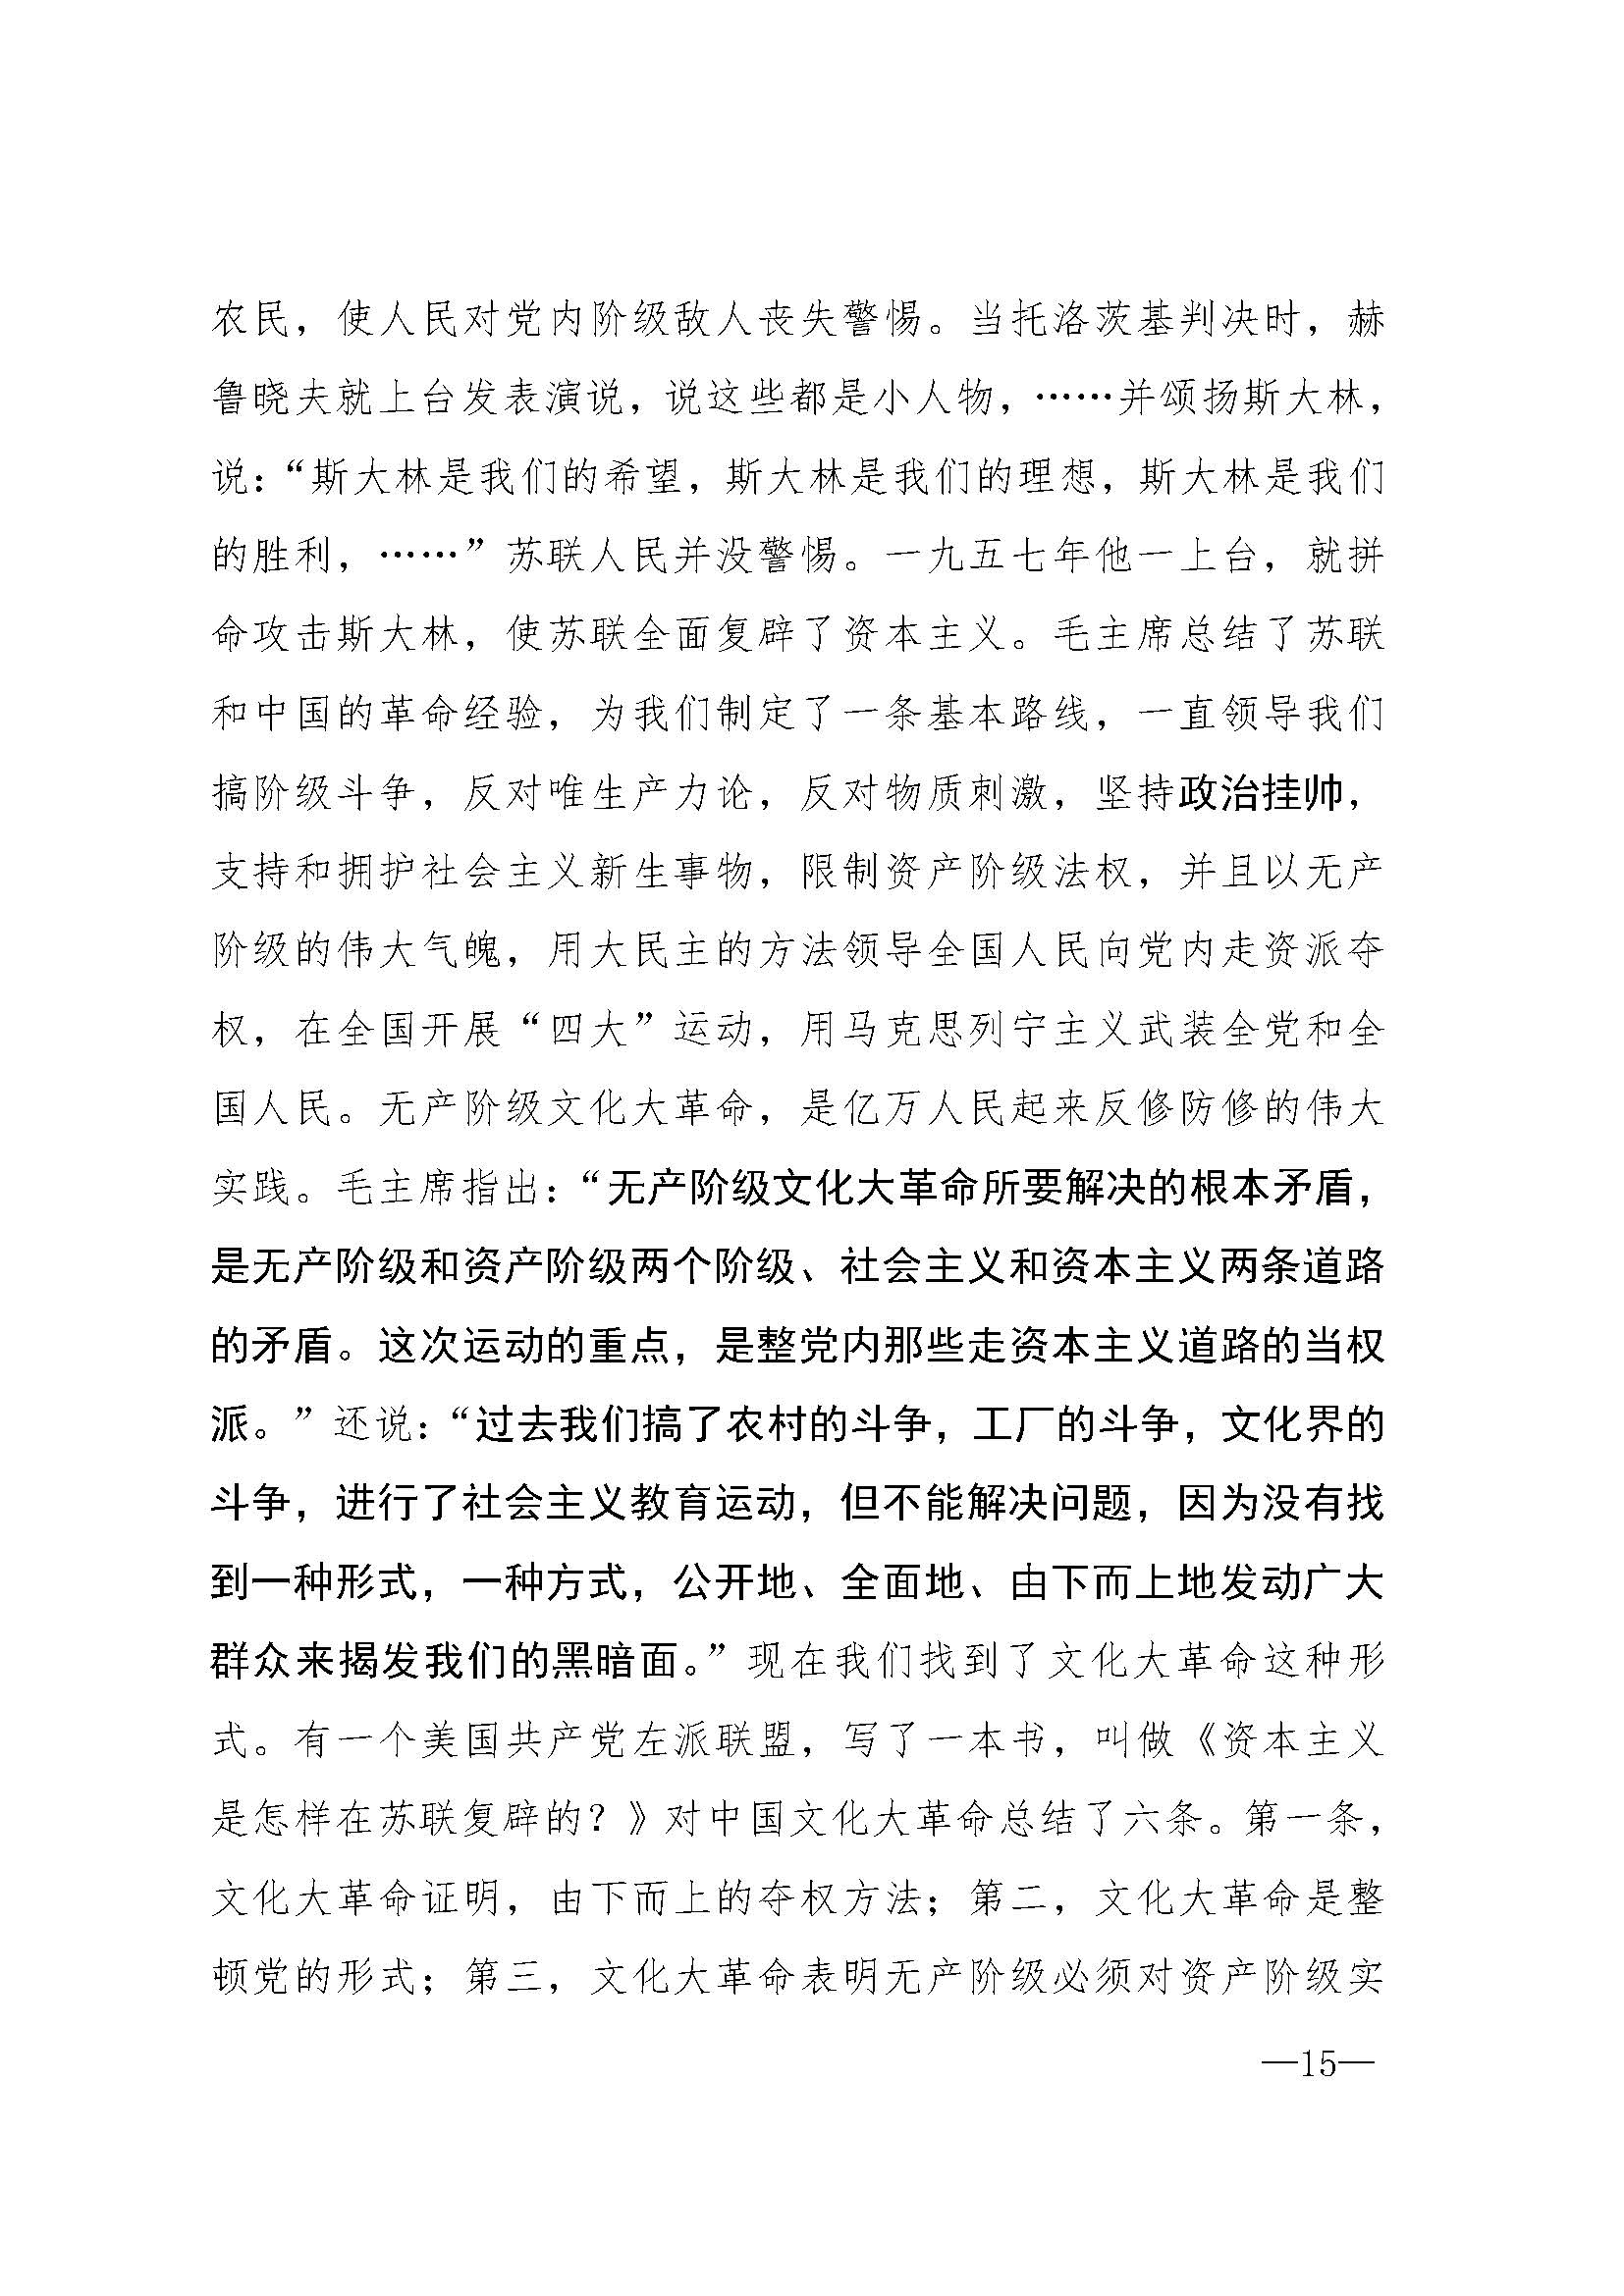 农民，使人民对党内阶级敌人丧失警惕。当托洛茨基判决时，赫
鲁晓夫就上台发表演说，说这些都是小人物，……并颂扬斯大林，
说：“斯大林是我们的希望，斯大林是我们的理想，斯大林是我们
的胜利，……”苏联人民并没警惕。一九五七年他一上台，就拼
命攻击斯大林，使苏联全面复辟了资本主义。毛主席总结了苏联
和中国的革命经验，为我们制定了一条基本路线，一直领导我们
搞阶级斗争，反对唯生产力论，反对物质刺激，坚持政治挂帅，
支持和拥护社会主义新生事物，限制资产阶级法权，并且以无产
阶级的伟大气魄，用大民主的方法领导全国人民向党内走资派夺
权，在全国开展“四大”运动，用马克思列宁主义武装全党和全
国人民。无产阶级文化大革命，是亿万人民起来反修防修的伟大
实践。毛主席指出：“无产阶级文化大革命所要解决的根本矛盾，
是无产阶级和资产阶级两个阶级、社会主义和资本主义两条道路
的矛盾。这次运动的重点，是整党内那些走资本主义道路的当权
派。”还说：“过去我们搞了农村的斗争，工厂的斗争，文化界的
斗争，进行了社会主义教育运动，但不能解决问题，因为没有找
到一种形式，一种方式，公开地、全面地、由下而上地发动广大
群众来揭发我们的黑暗面。”现在我们找到了文化大革命这种形
式。有一个美国共产党左派联盟，写了一本书，叫做《资本主义
是怎样在苏联复辟的？》对中国文化大革命总结了六条。第一条，
文化大革命证明，由下而上的夺权方法；第二，文化大革命是整
顿党的形式；第三，文化大革命表明无产阶级必须对资产阶级实
—15—